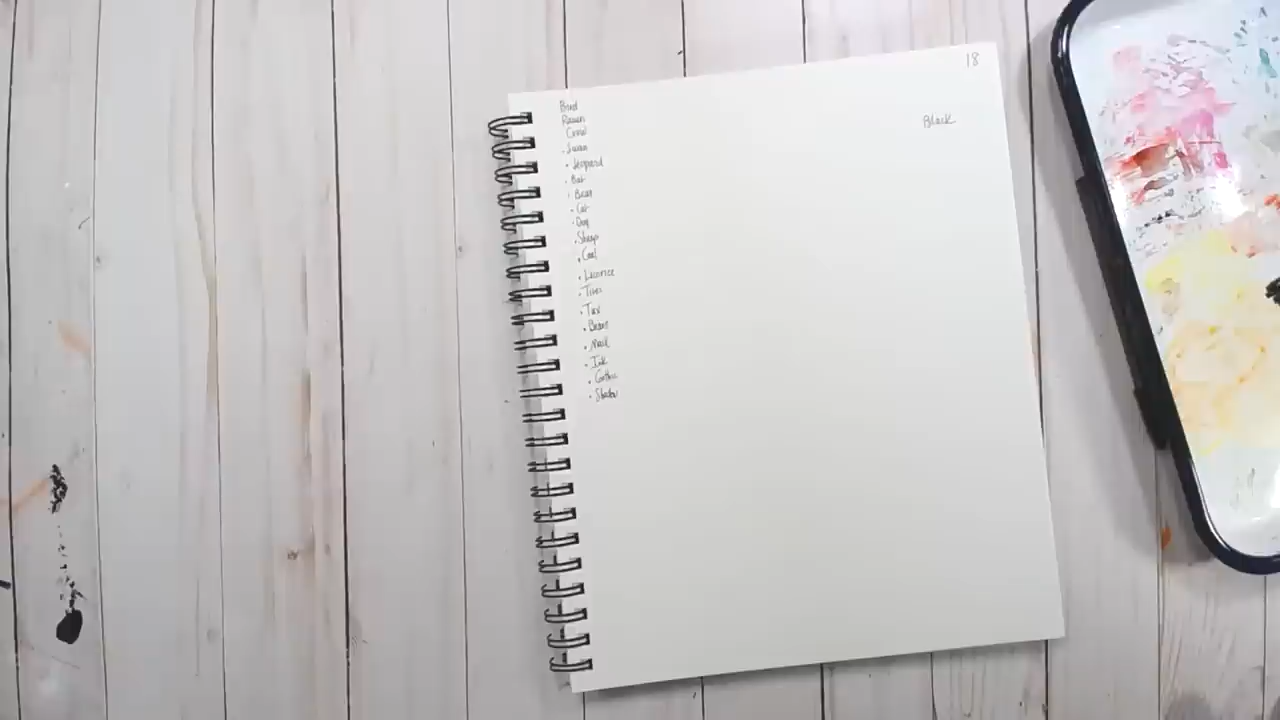 18
Black
Bird
Raven
Crow
Swan
Leopard
Bat
Bear
Cat
Dog
Sheep
Coal
Licorice
Tires
Tux
Mask
Ink
Gothic
Shadow